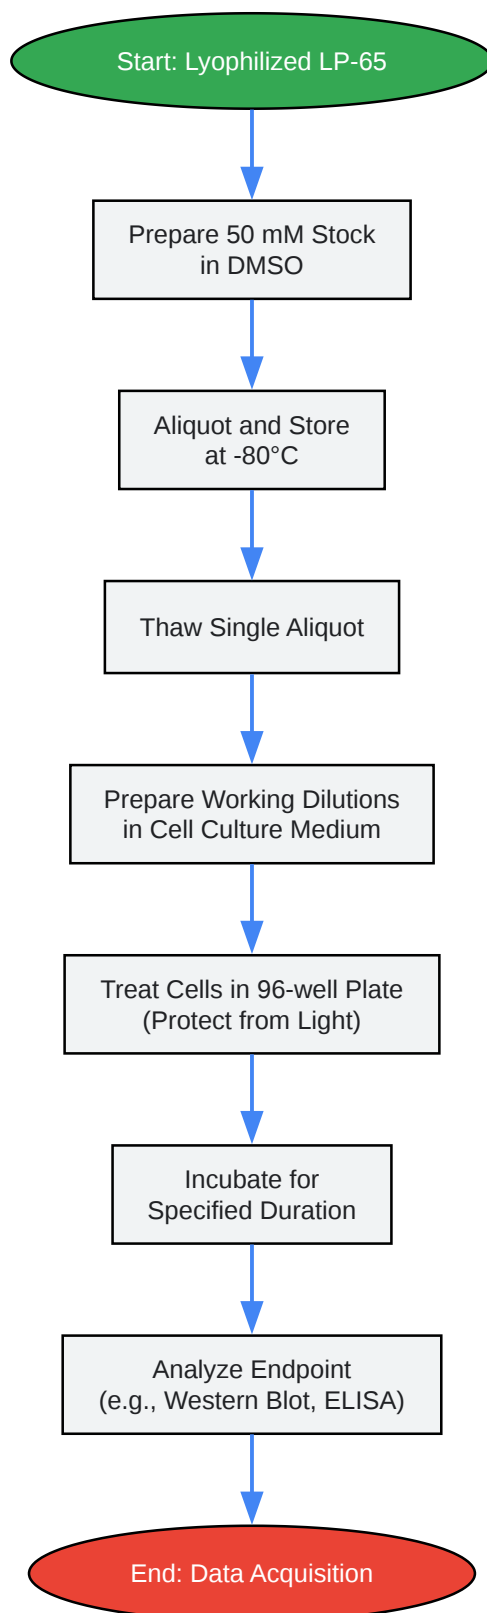 Start: Lyophilized LP-65
Prepare 50 mM Stock
in DMSO
Aliquot and Store
at -80°C
Thaw Single Aliquot
Prepare Working Dilutions
in Cell Culture Medium
Treat Cells in 96-well Plate
(Protect from Light)
Incubate for
Specified Duration
Analyze Endpoint
(e.g., Western Blot, ELISA)
End: Data Acquisition